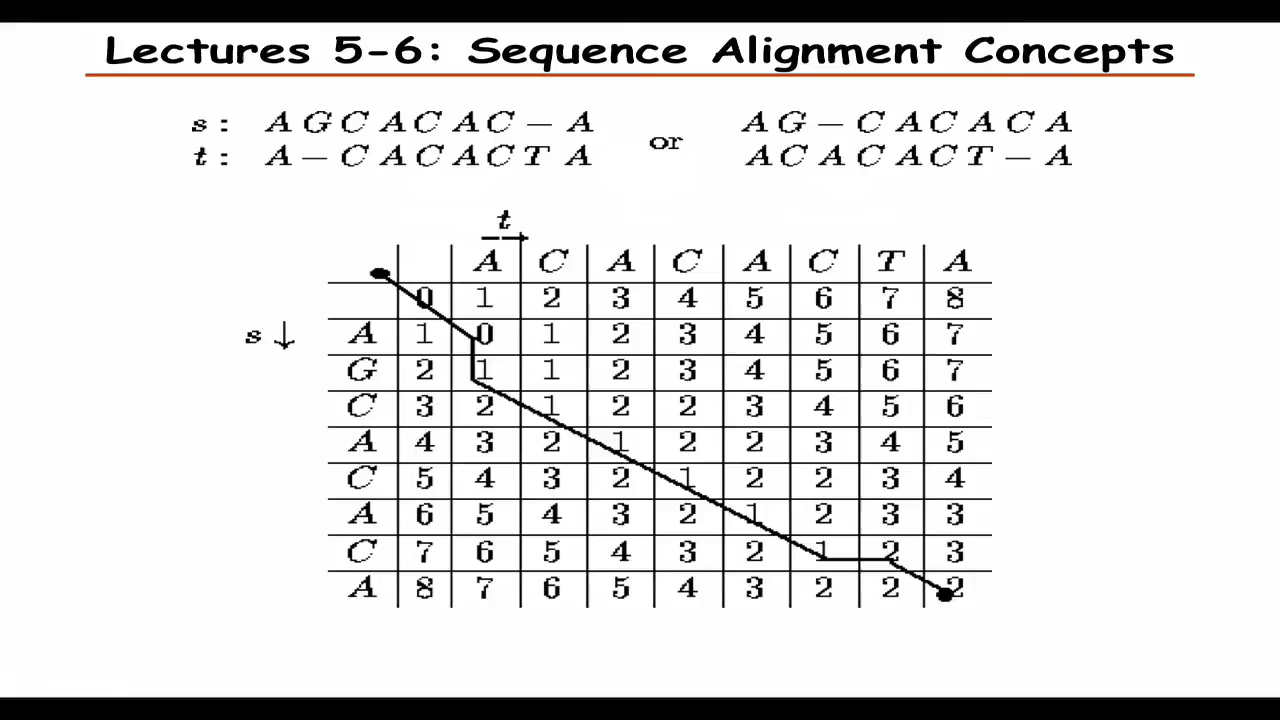 Lectures 5-6: Sequence Alignment Concepts
s : A G C A C A C − A or A G − C A C A C A
t : A − C A C A C T A A C A C A C T − A
t
A C A C A C T A
0 1 2 3 4 5 6 7 8
s ↓ A 1 0 1 2 3 4 5 6 7
G 2 1 1 2 3 4 5 6 7
C 3 2 1 2 2 3 4 5 6
A 4 3 2 1 2 2 3 4 5
C 5 4 3 2 1 2 2 3 4
A 6 5 4 3 2 1 2 3 3
C 7 6 5 4 3 2 1 2 3
A 8 7 6 5 4 3 2 2 2